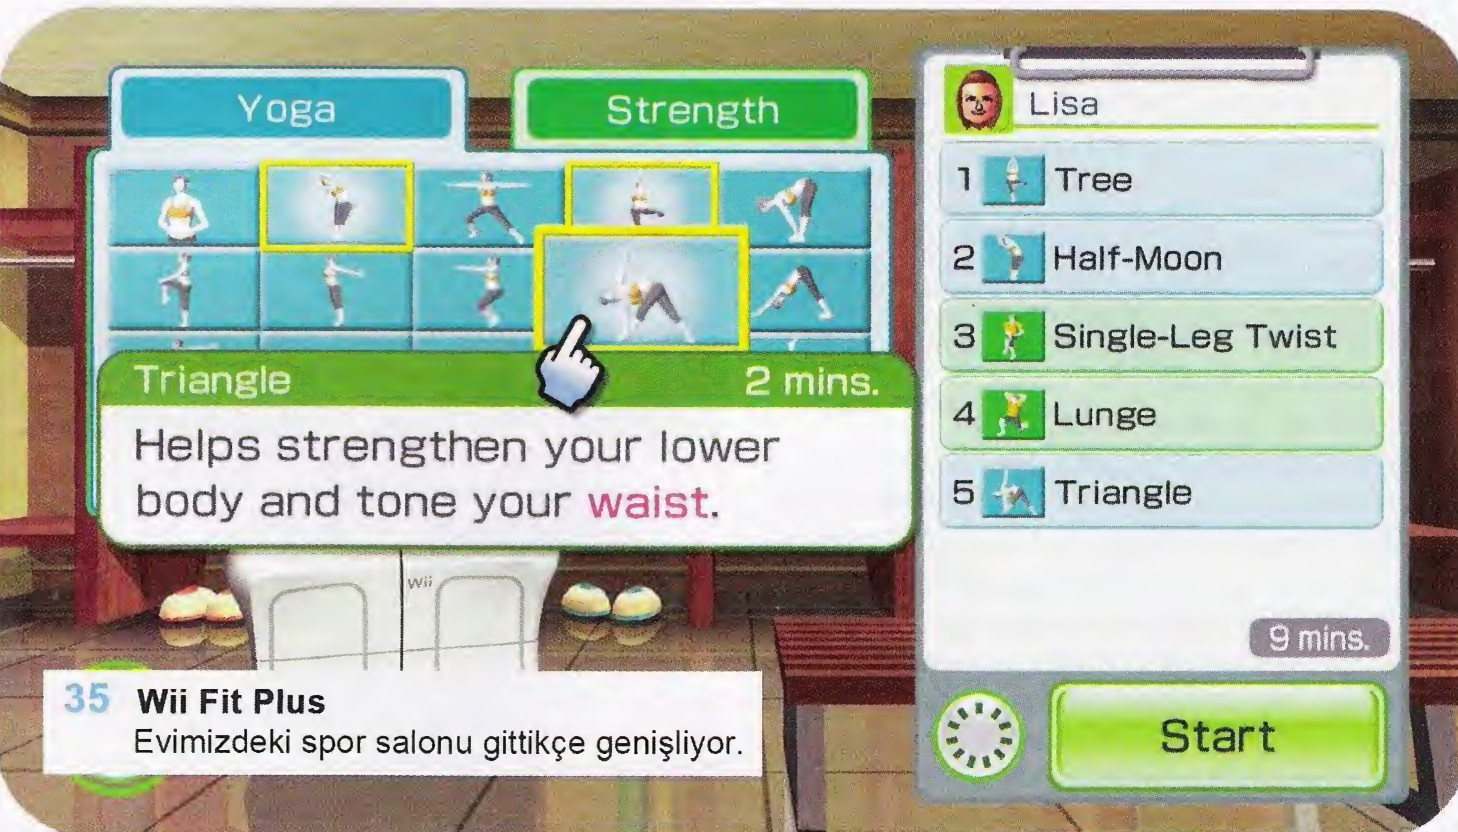 Yoga
Strength
Triangle 2 mins.
Helps strengthen your lower
body and tone your waist.
Wii
Lisa
1 Tree
2 Half-Moon
3 Single-Leg Twist
4 Lunge
5 Triangle
9 mins.
Start
35 Wii Fit Plus
Evimizdeki spor salonu gittikçe genişliyor.